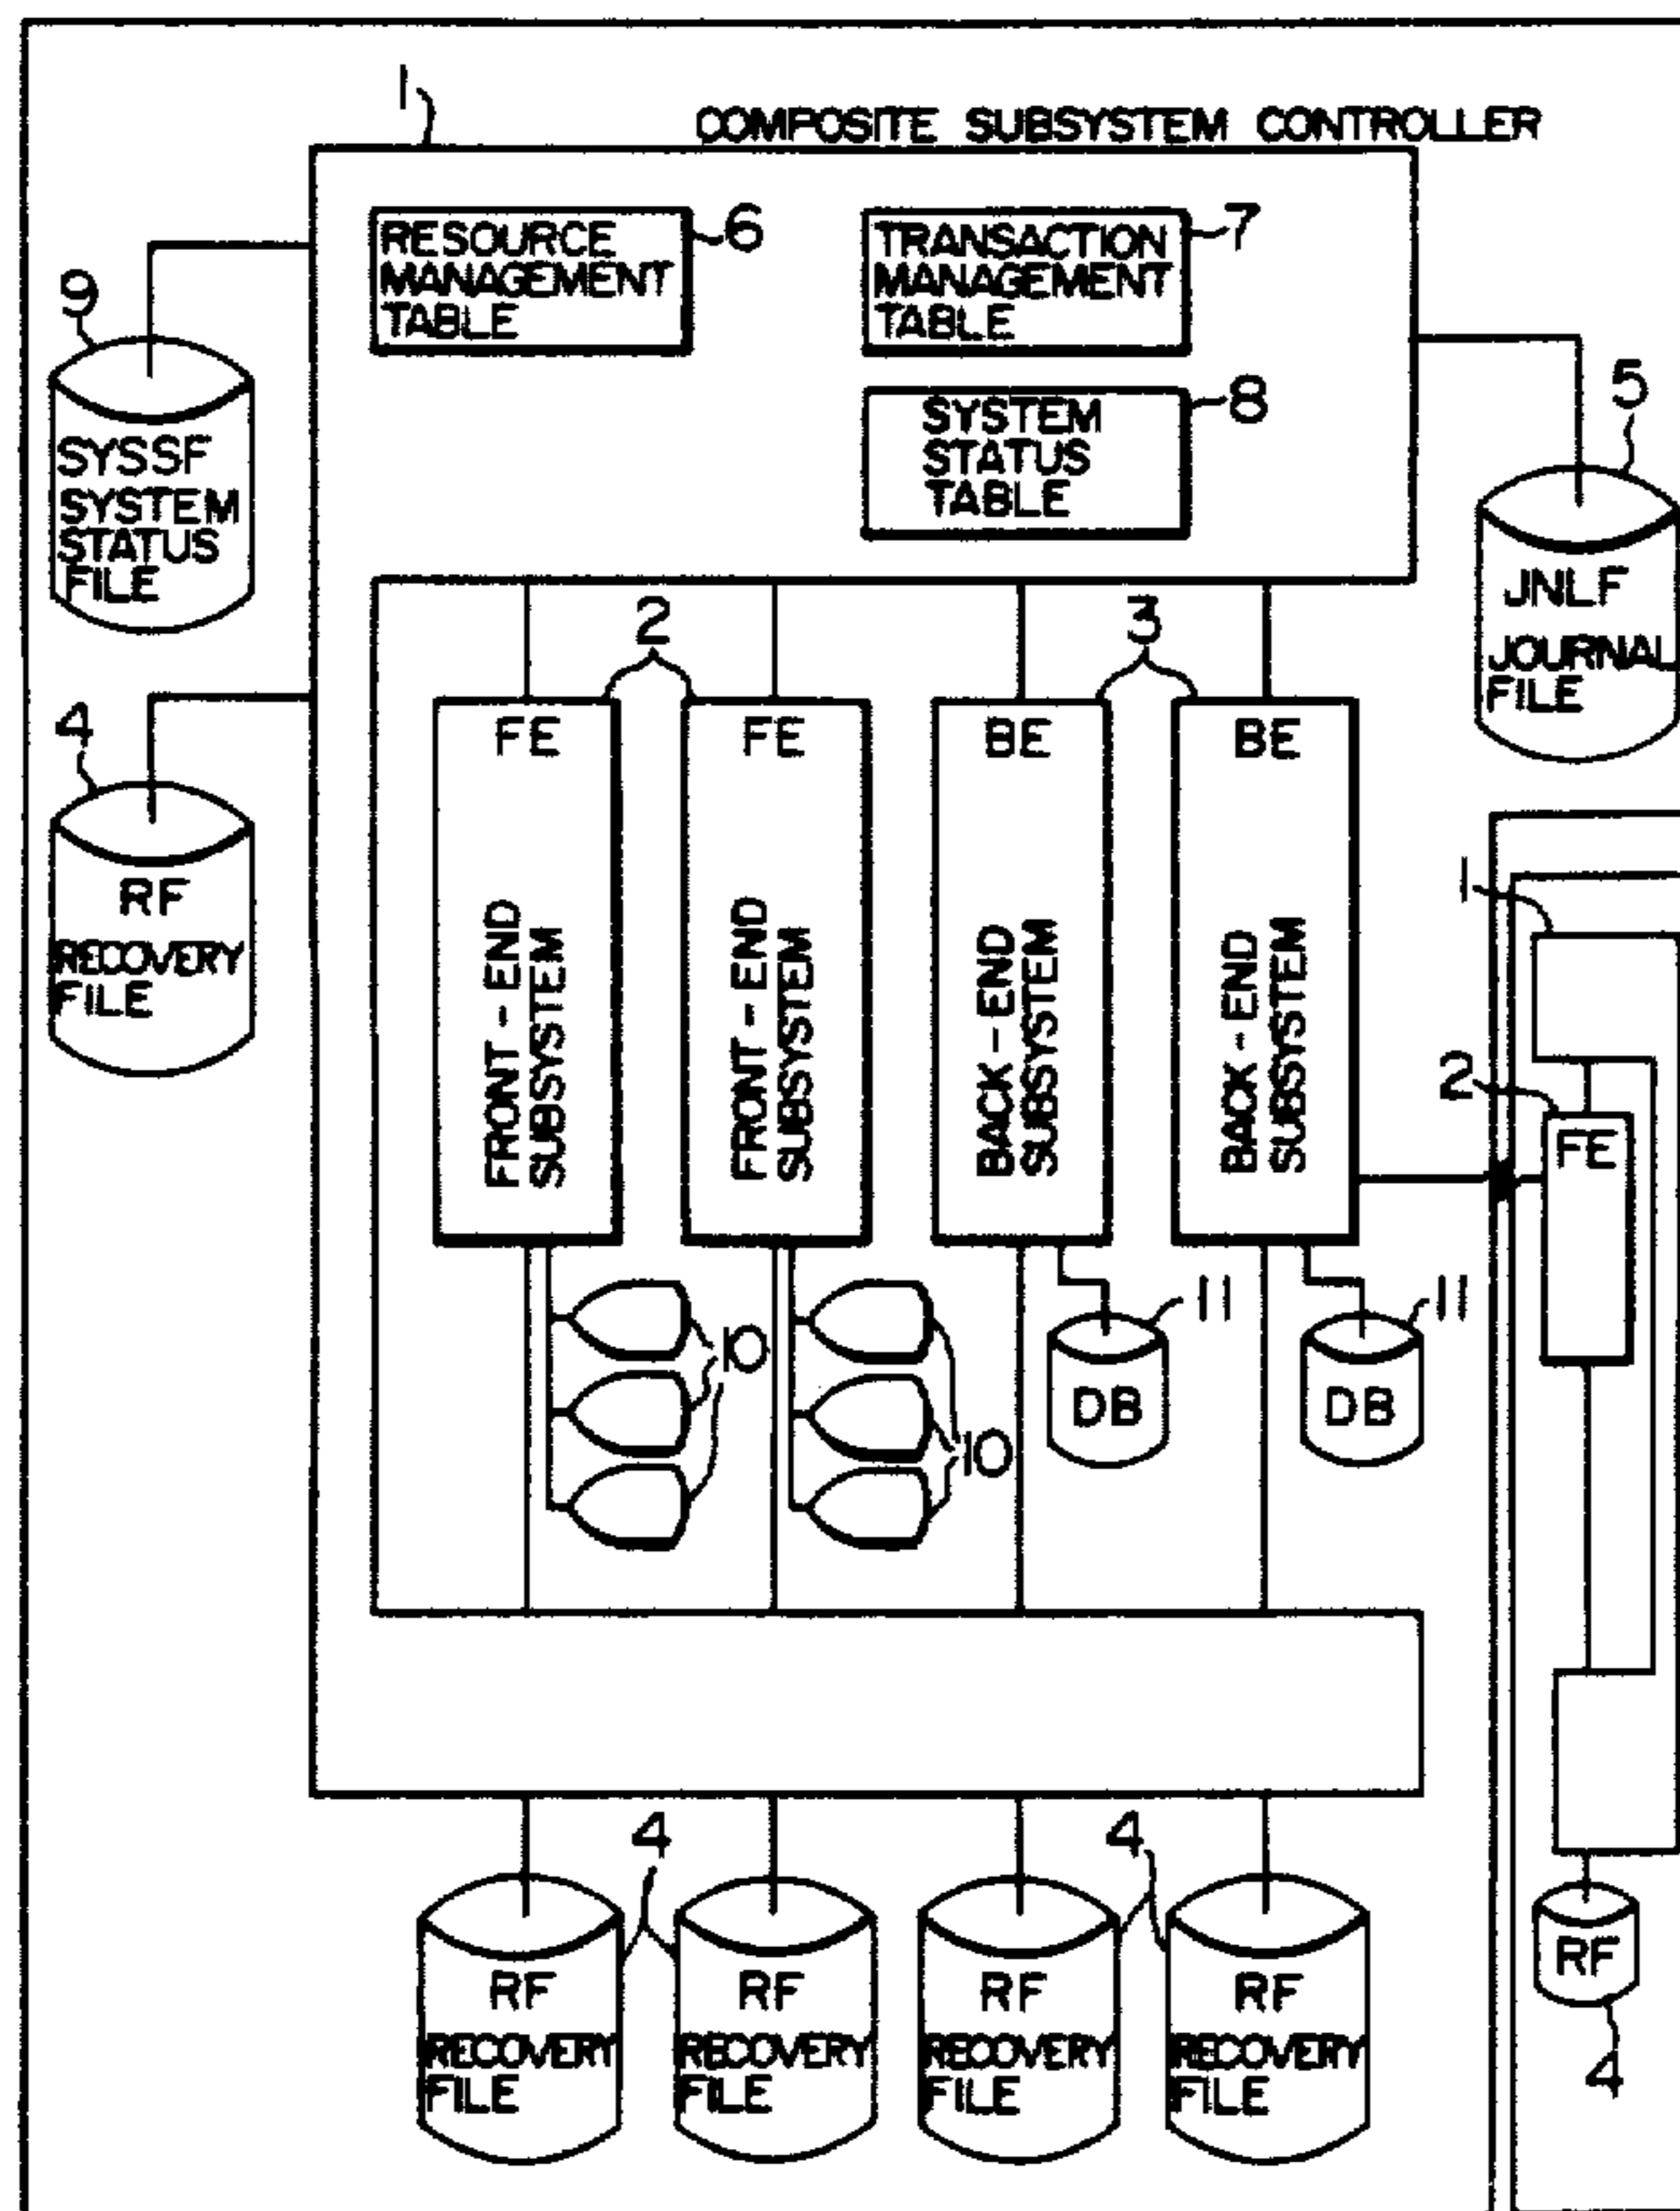 1
COMPOSITE SUBSYSTEM CONTROLLER
RESOURCE
MANAGEMENT
TABLE
6
TRANSACTION
MANAGEMENT
TABLE
7
SYSTEM
STATUS
TABLE
8
9
SYSSF
SYSTEM
STATUS
FILE
5
JNLF
JOURNAL
FILE
4
RF
RECOVERY
FILE
2
3
FE
FRONT-END
SUBSYSTEM
FE
FRONT-END
SUBSYSTEM
BE
BACK-END
SUBSYSTEM
BE
BACK-END
SUBSYSTEM
10
10
11
DB
11
DB
1
2
FE
RF
4
4
4
RF
RECOVERY
FILE
RF
RECOVERY
FILE
RF
RECOVERY
FILE
RF
RECOVERY
FILE